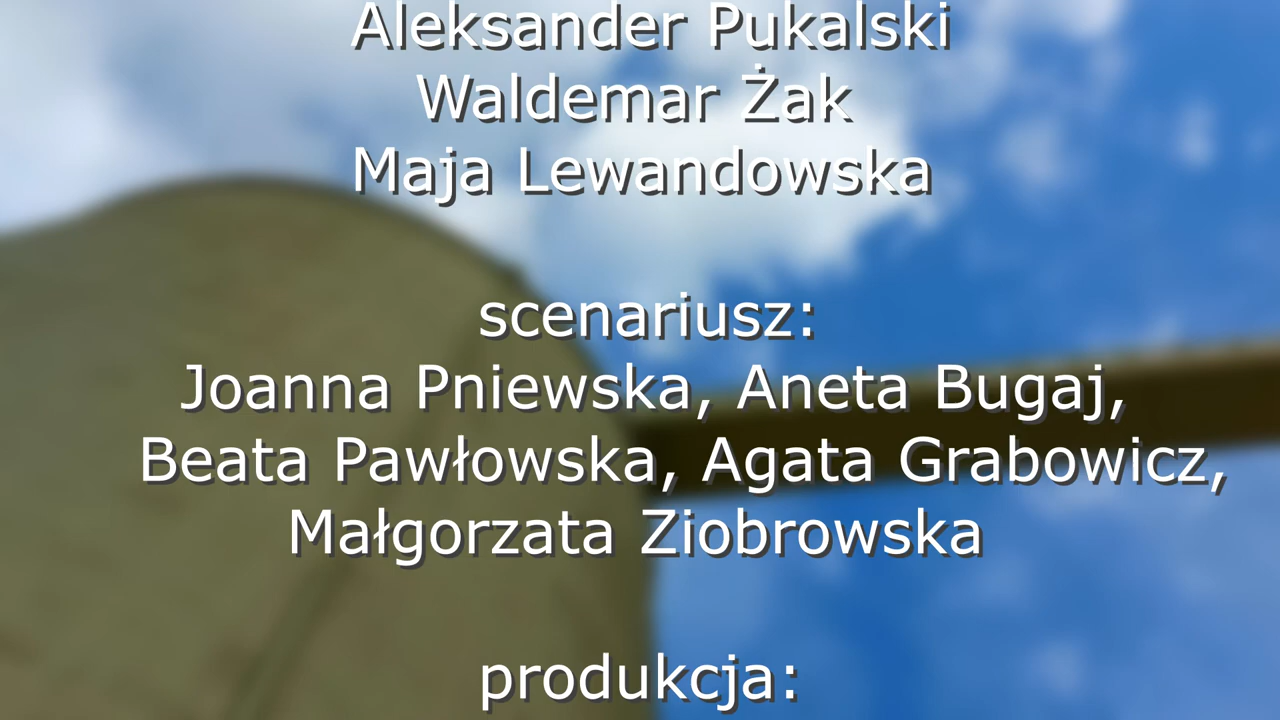 Aleksander Pukalski
Waldemar Żak
Maja Lewandowska
scenariusz:
Joanna Pniewska, Aneta Bugaj,
Beata Pawłowska, Agata Grabowicz,
Małgorzata Ziobrowska
produkcja: